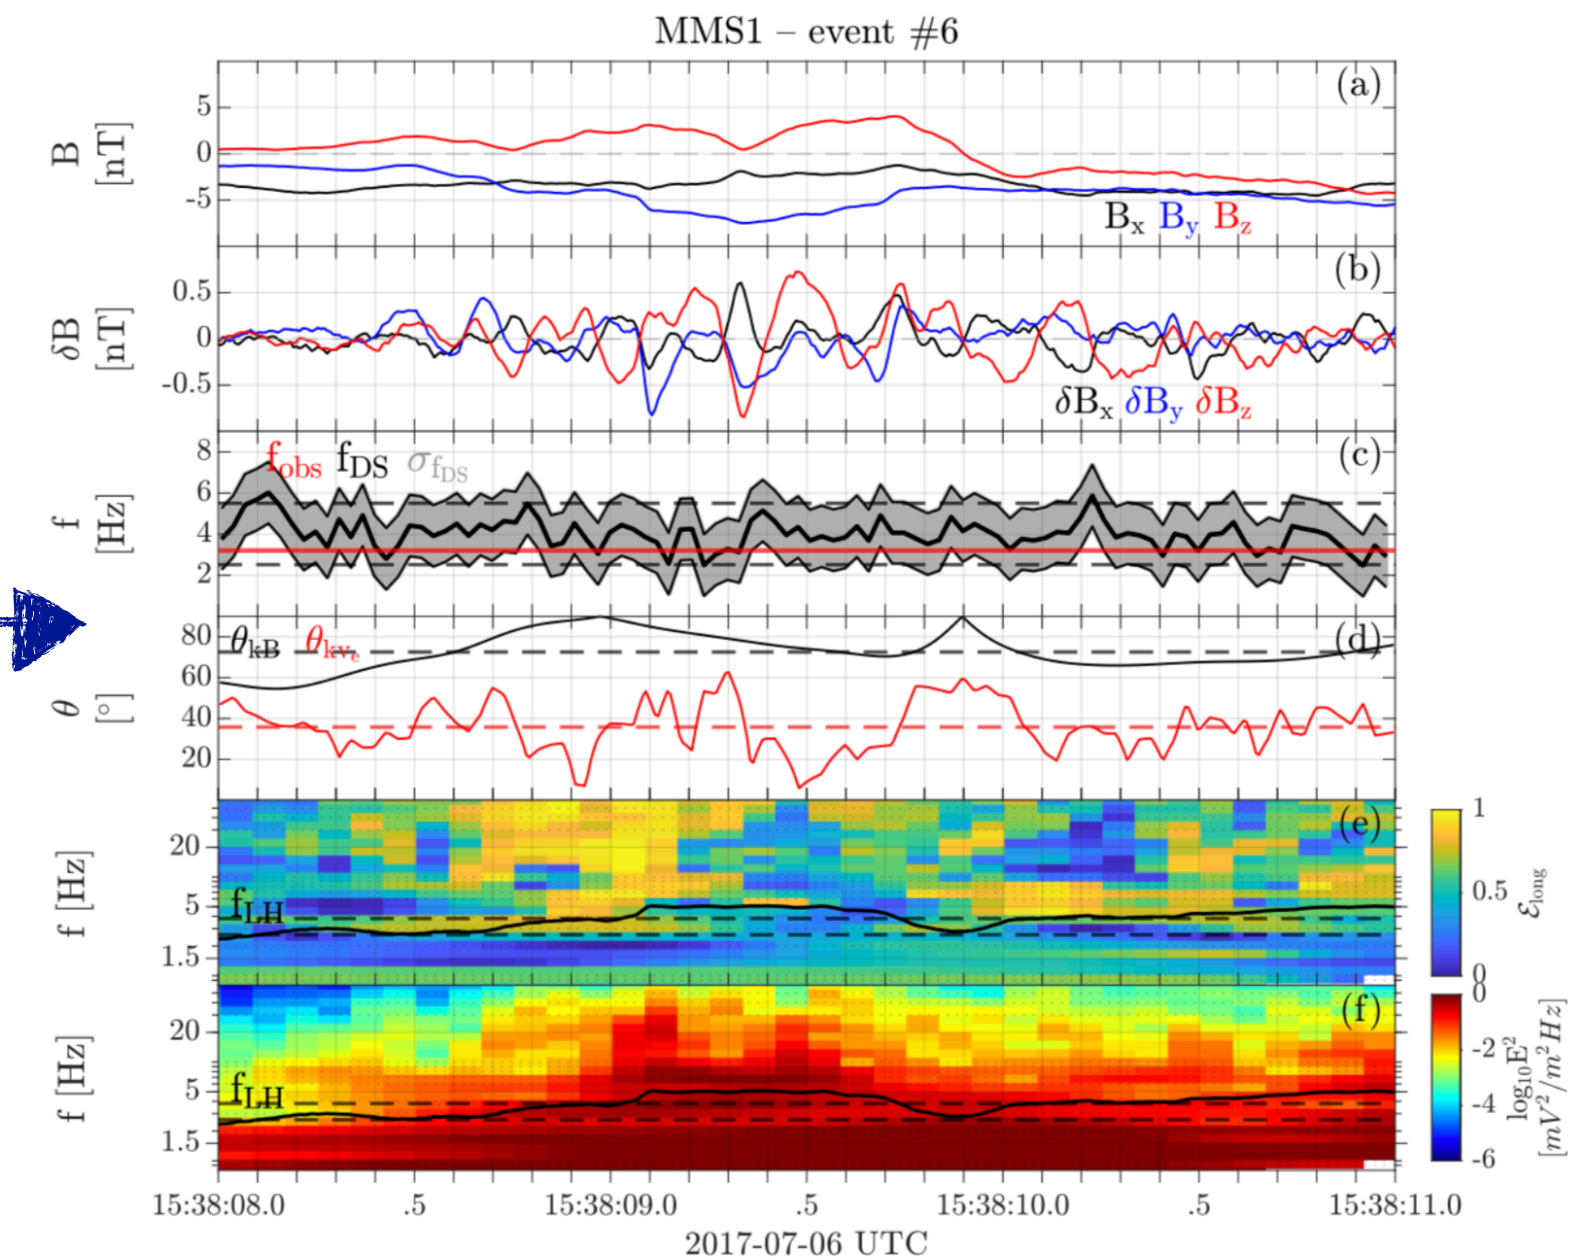 MMS1 – event #6
(a)
B
[nT]
5
0
-5
Bx By Bz
(b)
δB
[nT]
0.5
0
-0.5
δBx δBy δBz
(c)
fobs fDS σfDS
f
[Hz]
8
6
4
2
(d)
θkB θkve
θ
[°]
80
60
40
20
(e)
f [Hz]
20
5
1.5
fLH
1
0.5
0
Ɛlong
(f)
f [Hz]
20
5
1.5
fLH
0
0
-2
-4
-6
log10E2
[mV2/m2Hz]
15:38:08.0 .5 15:38:09.0 .5 15:38:10.0 .5 15:38:11.0
2017-07-06 UTC